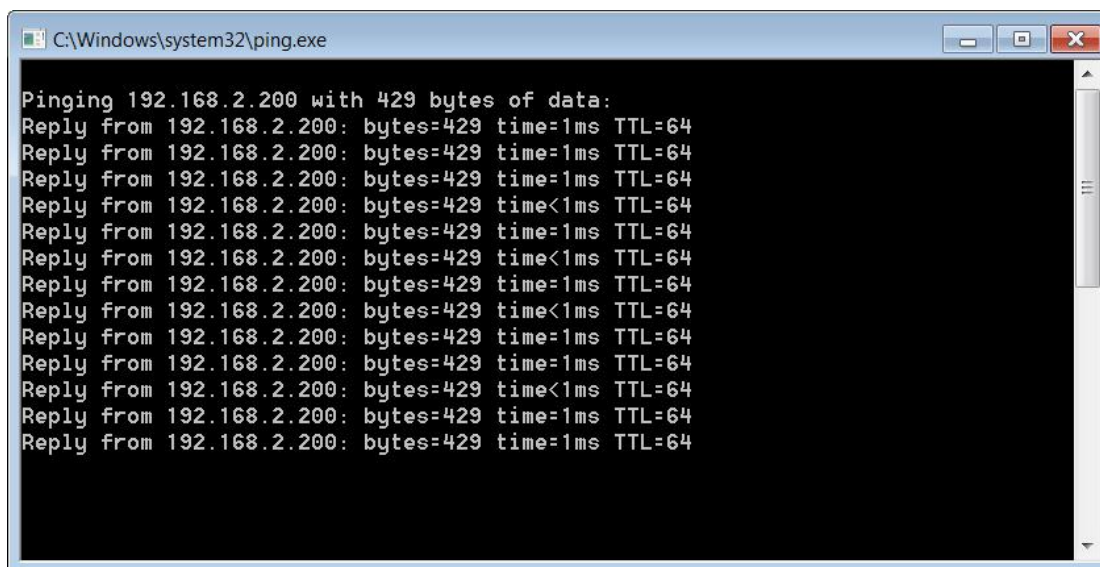 C:\Windows\system32\ping.exe
Pinging 192.168.2.200 with 429 bytes of data:
Reply from 192.168.2.200: bytes=429 time=1ms TTL=64
Reply from 192.168.2.200: bytes=429 time=1ms TTL=64
Reply from 192.168.2.200: bytes=429 time=1ms TTL=64
Reply from 192.168.2.200: bytes=429 time<1ms TTL=64
Reply from 192.168.2.200: bytes=429 time=1ms TTL=64
Reply from 192.168.2.200: bytes=429 time<1ms TTL=64
Reply from 192.168.2.200: bytes=429 time=1ms TTL=64
Reply from 192.168.2.200: bytes=429 time<1ms TTL=64
Reply from 192.168.2.200: bytes=429 time=1ms TTL=64
Reply from 192.168.2.200: bytes=429 time=1ms TTL=64
Reply from 192.168.2.200: bytes=429 time<1ms TTL=64
Reply from 192.168.2.200: bytes=429 time=1ms TTL=64
Reply from 192.168.2.200: bytes=429 time=1ms TTL=64